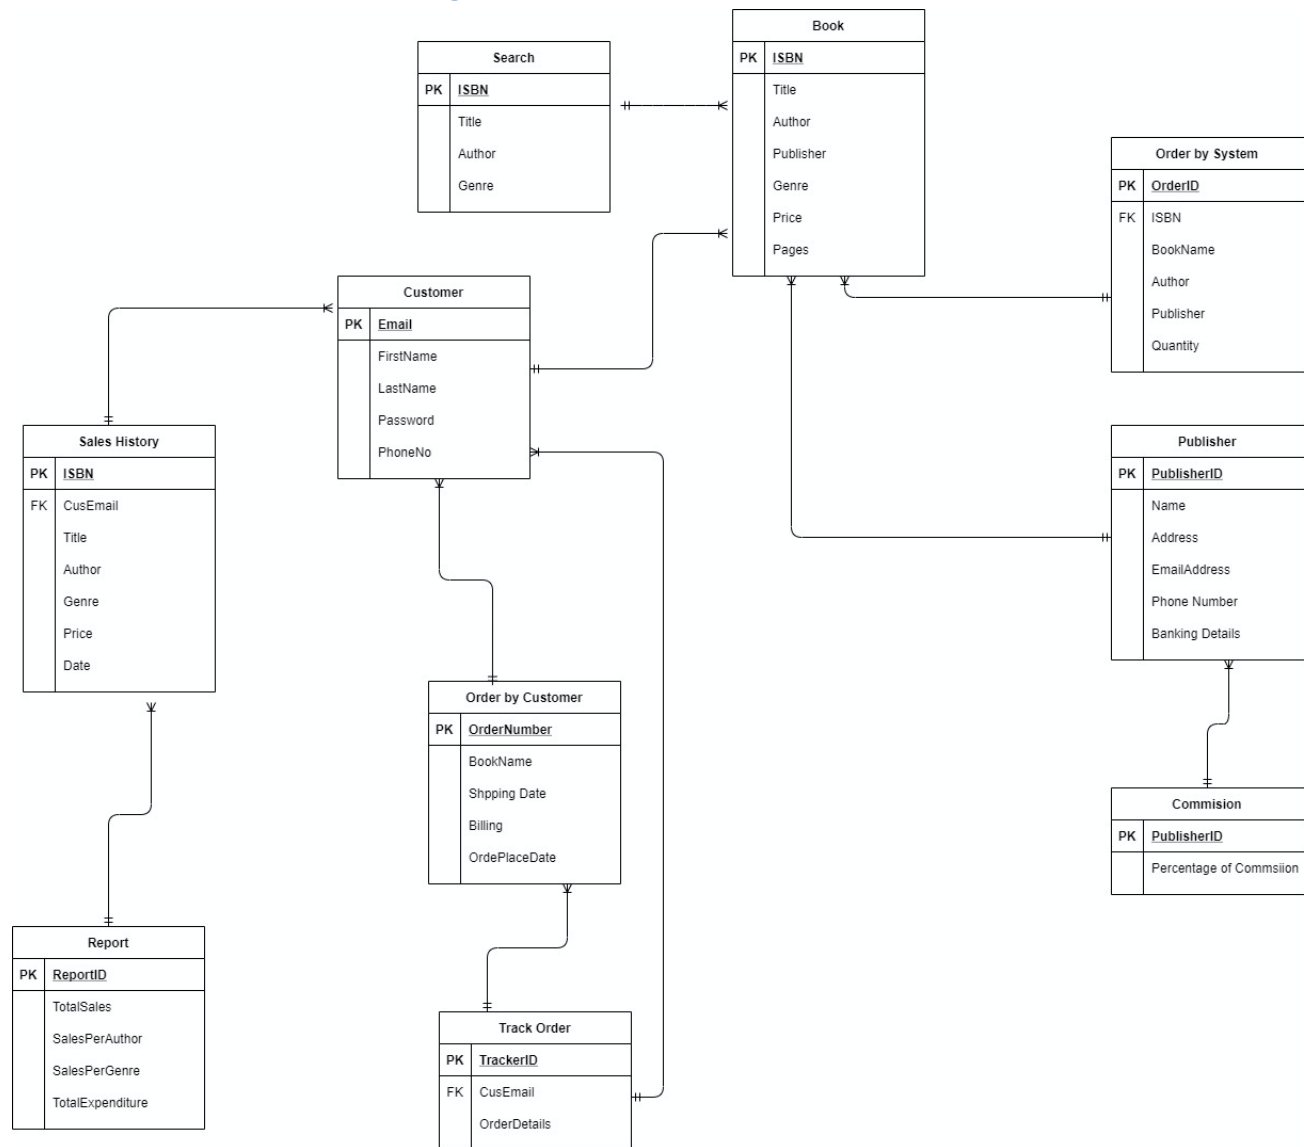 Search
PK ISBN
Title
Author
Genre
Book
PK ISBN
Title
Author
Publisher
Genre
Price
Pages
Order by System
PK OrderID
FK ISBN
BookName
Author
Publisher
Quantity
Customer
PK Email
FirstName
LastName
Password
PhoneNo
Sales History
PK ISBN
FK CusEmail
Title
Author
Genre
Price
Date
Publisher
PK PublisherID
Name
Address
EmailAddress
Phone Number
Banking Details
Order by Customer
PK OrderNumber
BookName
Shpping Date
Billing
OrdePlaceDate
Commision
PK PublisherID
Percentage of Commsiion
Report
PK ReportID
TotalSales
SalesPerAuthor
SalesPerGenre
TotalExpenditure
Track Order
PK TrackerID
FK CusEmail
OrderDetails